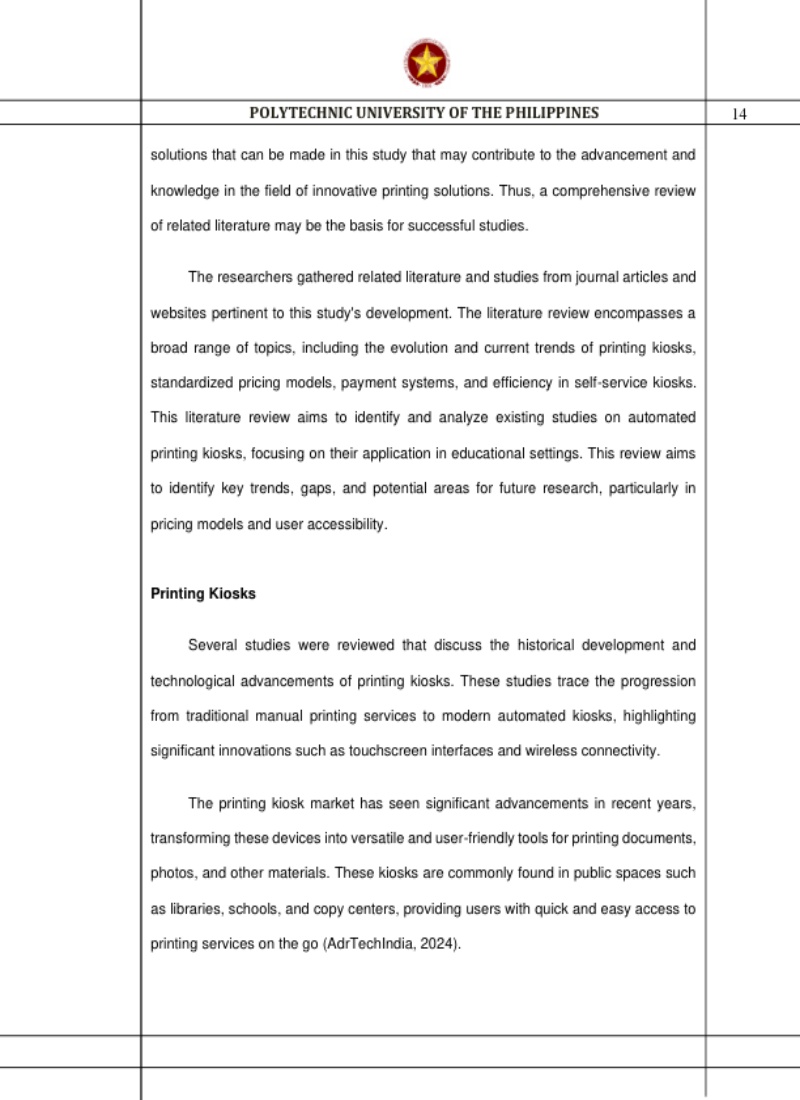 POLYTECHNIC UNIVERSITY OF THE PHILIPPINES 14
solutions that can be made in this study that may contribute to the advancement and
knowledge in the field of innovative printing solutions. Thus, a comprehensive review
of related literature may be the basis for successful studies.
The researchers gathered related literature and studies from journal articles and
websites pertinent to this study's development. The literature review encompasses a
broad range of topics, including the evolution and current trends of printing kiosks,
standardized pricing models, payment systems, and efficiency in self-service kiosks.
This literature review aims to identify and analyze existing studies on automated
printing kiosks, focusing on their application in educational settings. This review aims
to identify key trends, gaps, and potential areas for future research, particularly in
pricing models and user accessibility.
Printing Kiosks
Several studies were reviewed that discuss the historical development and
technological advancements of printing kiosks. These studies trace the progression
from traditional manual printing services to modern automated kiosks, highlighting
significant innovations such as touchscreen interfaces and wireless connectivity.
The printing kiosk market has seen significant advancements in recent years,
transforming these devices into versatile and user-friendly tools for printing documents,
photos, and other materials. These kiosks are commonly found in public spaces such
as libraries, schools, and copy centers, providing users with quick and easy access to
printing services on the go (AdrTechIndia, 2024).